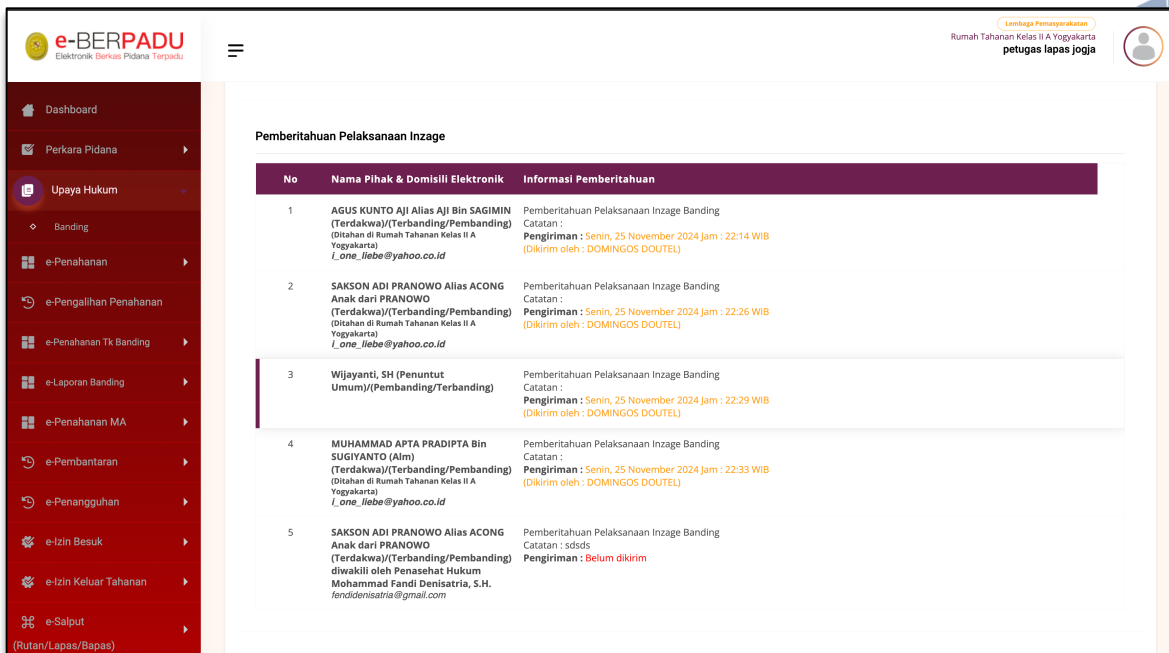 e-BERPADU
Elektronik Berkas Pidana Terpadu
Lembaga Pemasyarakatan
Rumah Tahanan Kelas II A Yogyakarta
petugas lapas jogja
Dashboard
Perkara Pidana
Upaya Hukum
Banding
e-Penahanan
e-Pengalihan Penahanan
e-Penahanan Tk Banding
e-Laporan Banding
e-Penahanan MA
e-Pembantaran
e-Penangguhan
e-Izin Besuk
e-Izin Keluar Tahanan
e-Salput
(Rutan/Lapas/Bapas)
Pemberitahuan Pelaksanaan Inzage
No Nama Pihak & Domisili Elektronik Informasi Pemberitahuan
1 AGUS KUNTO AJI Alias AJI Bin SAGIMIN Pemberitahuan Pelaksanaan Inzage Banding
(Terdakwa)/(Terbanding/Pembanding) Catatan :
(Ditahan di Rumah Tahanan Kelas II A Pengiriman : Senin, 25 November 2024 Jam : 22:14 WIB
Yogyakarta) (Dikirim oleh : DOMINGOS DOUTEL)
i_one_liebe@yahoo.co.id
2 SAKSON ADI PRANOWO Alias ACONG Pemberitahuan Pelaksanaan Inzage Banding
Anak dari PRANOWO Catatan :
(Terdakwa)/(Terbanding/Pembanding) Pengiriman : Senin, 25 November 2024 Jam : 22:26 WIB
(Ditahan di Rumah Tahanan Kelas II A (Dikirim oleh : DOMINGOS DOUTEL)
Yogyakarta)
i_one_liebe@yahoo.co.id
3 Wijayanti, SH (Penuntut Pemberitahuan Pelaksanaan Inzage Banding
Umum)/(Pembanding/Terbanding) Catatan :
Pengiriman : Senin, 25 November 2024 Jam : 22:29 WIB
(Dikirim oleh : DOMINGOS DOUTEL)
4 MUHAMMAD APTA PRADIPTA Bin Pemberitahuan Pelaksanaan Inzage Banding
SUGIYANTO (Alm) Catatan :
(Terdakwa)/(Terbanding/Pembanding) Pengiriman : Senin, 25 November 2024 Jam : 22:33 WIB
(Ditahan di Rumah Tahanan Kelas II A (Dikirim oleh : DOMINGOS DOUTEL)
Yogyakarta)
i_one_liebe@yahoo.co.id
5 SAKSON ADI PRANOWO Alias ACONG Pemberitahuan Pelaksanaan Inzage Banding
Anak dari PRANOWO Catatan : sdsds
(Terdakwa)/(Terbanding/Pembanding) Pengiriman : Belum dikirim
diwakili oleh Penasehat Hukum
Mohammad Fandi Denisatria, S.H.
fendidenisatria@gmail.com